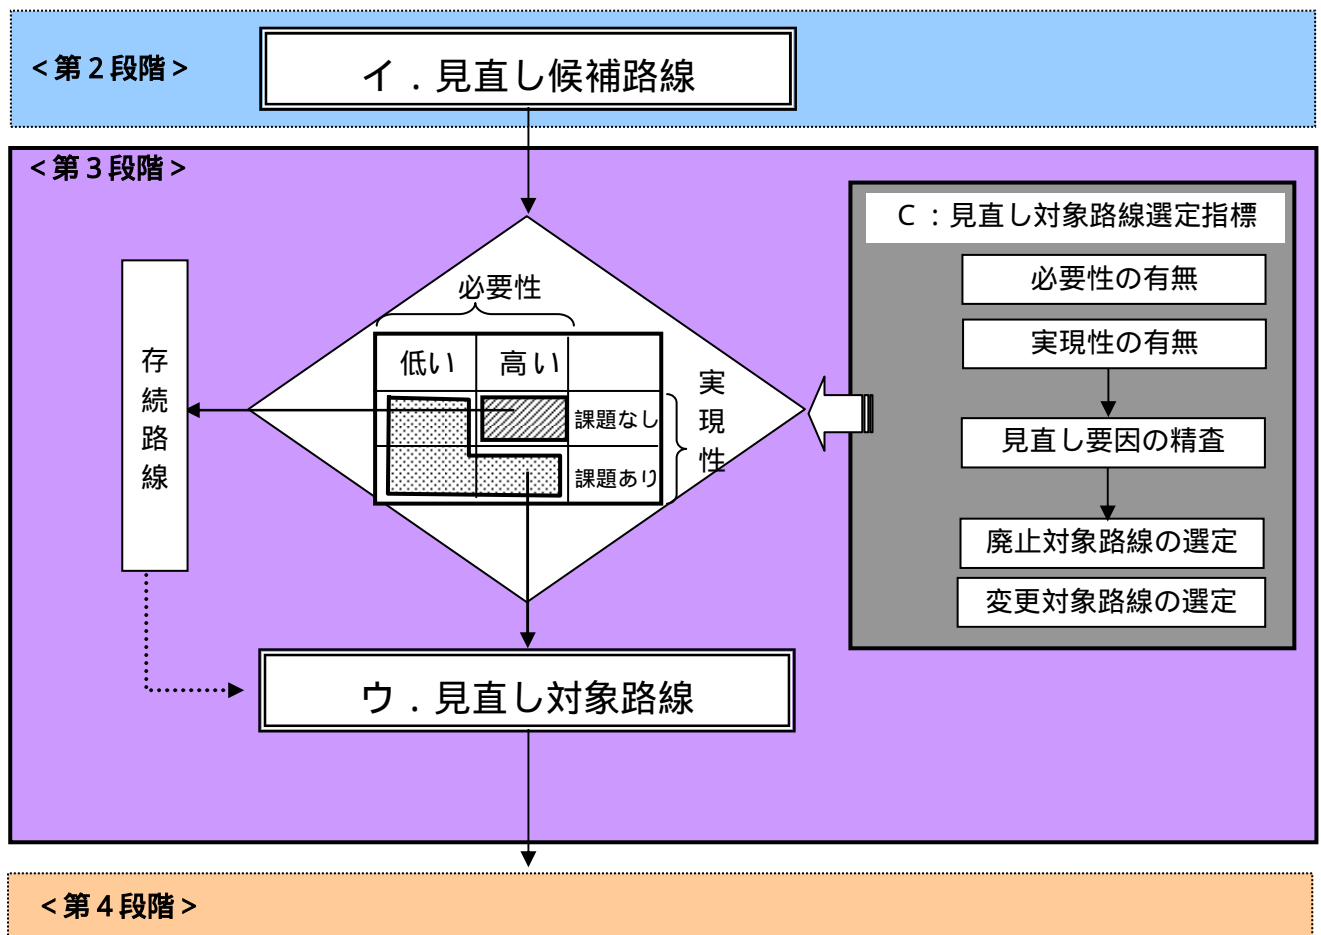 ＜第２段階＞
イ．見直し候補路線
＜第３段階＞
Ｃ：見直し対象路線選定指標
必要性の有無
実現性の有無
見直し要因の精査
廃止対象路線の選定
変更対象路線の選定
必要性
低い
高い
課題なし
課題あり
実現性
存続路線
ウ．見直し対象路線
＜第４段階＞